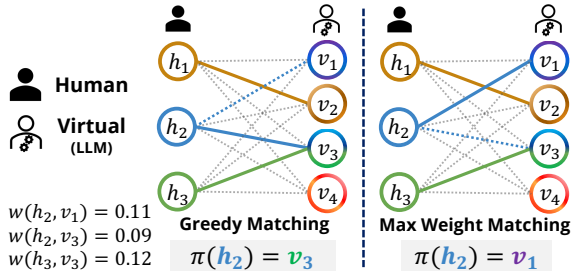 Human
Virtual
(LLM)
w(h₂, v₁) = 0.11
w(h₂, v₃) = 0.09
w(h₃, v₃) = 0.12
h₁
h₂
h₃
v₁
v₂
v₃
v₄
Greedy Matching
π(h₂) = v₃
h₁
h₂
h₃
v₁
v₂
v₃
v₄
Max Weight Matching
π(h₂) = v₁